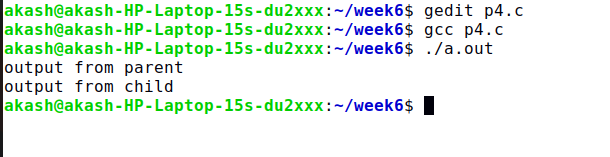 akash@akash-HP-Laptop-15s-du2xxx:~/week6$ gedit p4.c
akash@akash-HP-Laptop-15s-du2xxx:~/week6$ gcc p4.c
akash@akash-HP-Laptop-15s-du2xxx:~/week6$ ./a.out
output from parent
output from child
akash@akash-HP-Laptop-15s-du2xxx:~/week6$